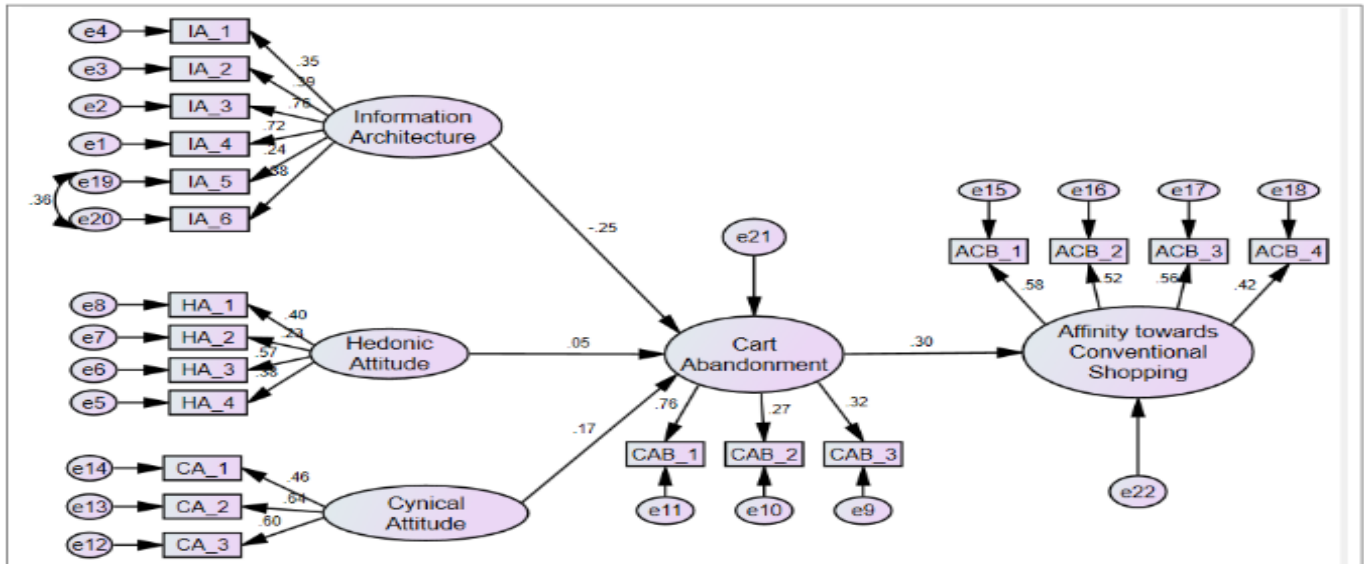 e4 IA_1
.35
e3 IA_2
.39
e2 IA_3
.76
Information
Architecture
e1 IA_4
.72
.24
e19 IA_5
.38
.36
e20 IA_6
-.25
e21
e15 e16 e17 e18
ACB_1 ACB_2 ACB_3 ACB_4
.58 .52 .56 .42
e8 HA_1
.40
e7 HA_2
.23
Hedonic
Attitude
.05
e6 HA_3
.57
.38
e5 HA_4
Cart
Abandonment
.30
Affinity towards
Conventional
Shopping
.76 .27 .32
.17
CAB_1 CAB_2 CAB_3
e11 e10 e9
e22
e14 CA_1
.46
e13 CA_2
.64
Cynical
Attitude
.60
e12 CA_3